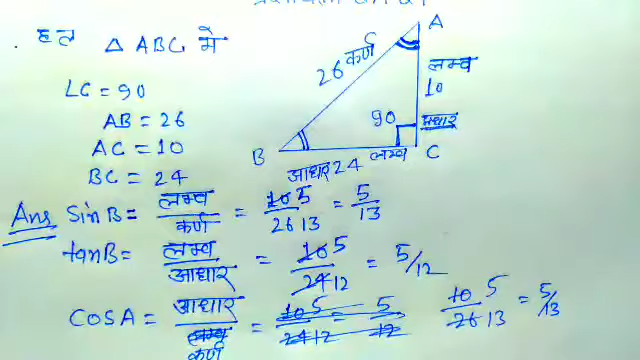 हल △ ABC में
∠C = 90
AB = 26
AC = 10
BC = 24
A
26 कर्ण
लम्ब
10
90
आधार
B
आधार 24 लम्ब
C
Ans SinB = लम्ब/कर्ण = 10 5/26 13 = 5/13
tanB = लम्ब/आधार = 10 5/24 12 = 5/12
COSA = आधार/लम्ब कर्ण = 10 5/24 12 = 5/12 10 5/26 13 = 5/13